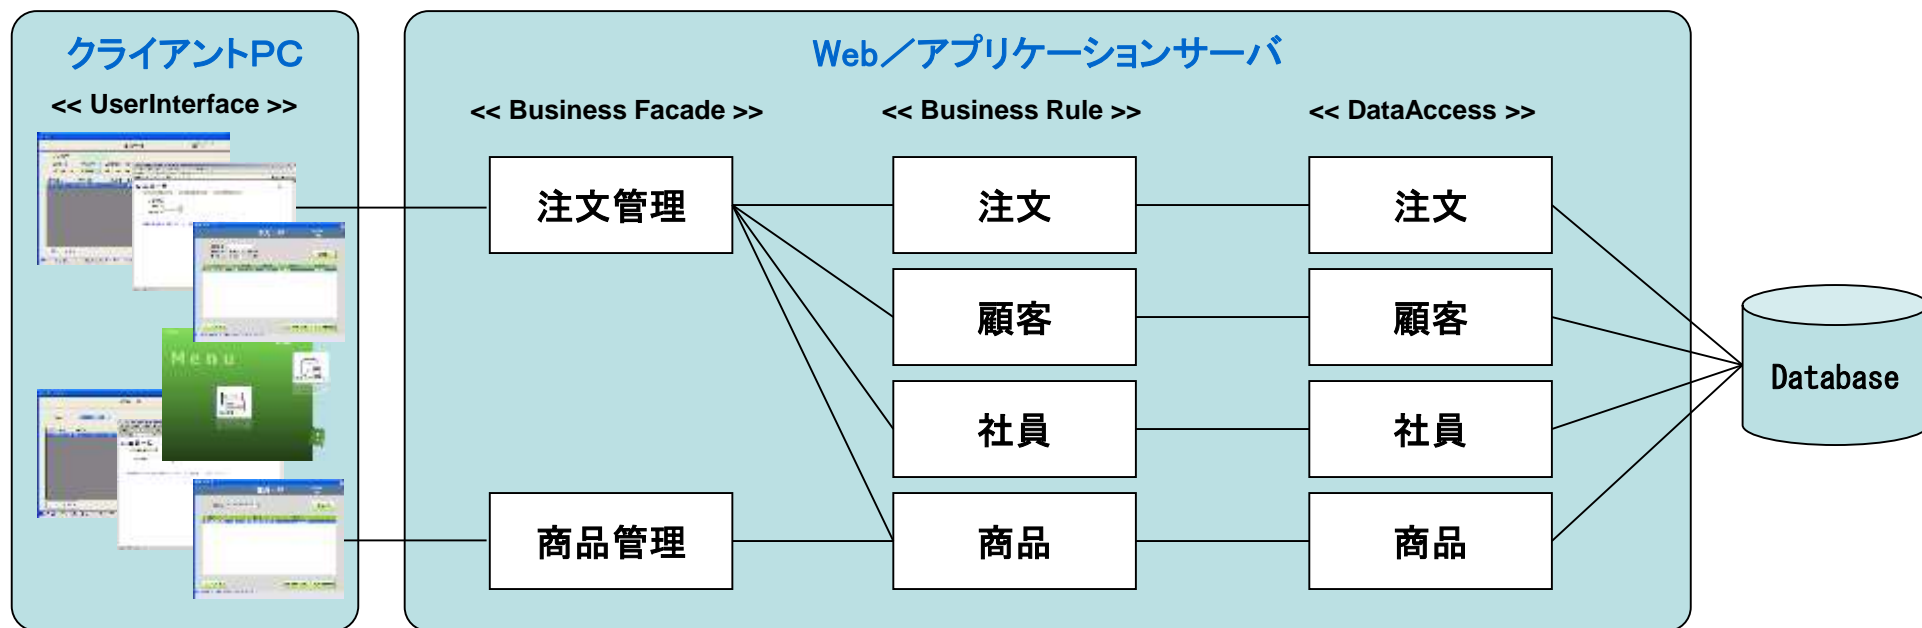 クライアントPC
<< UserInterface >>
Menu
Web／アプリケーションサーバ
<< Business Facade >>
<< Business Rule >>
<< DataAccess >>
注文管理
注文
注文
顧客
顧客
社員
社員
商品管理
商品
商品
Database